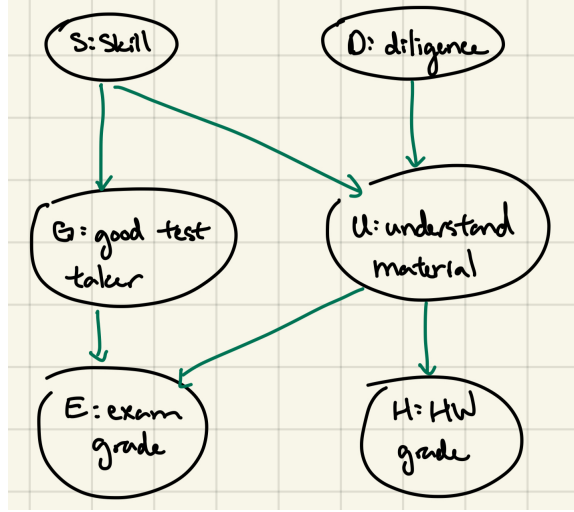 S: Skill
D: diligence
G: good test
taker
U: understand
material
E: exam
grade
H: HW
grade